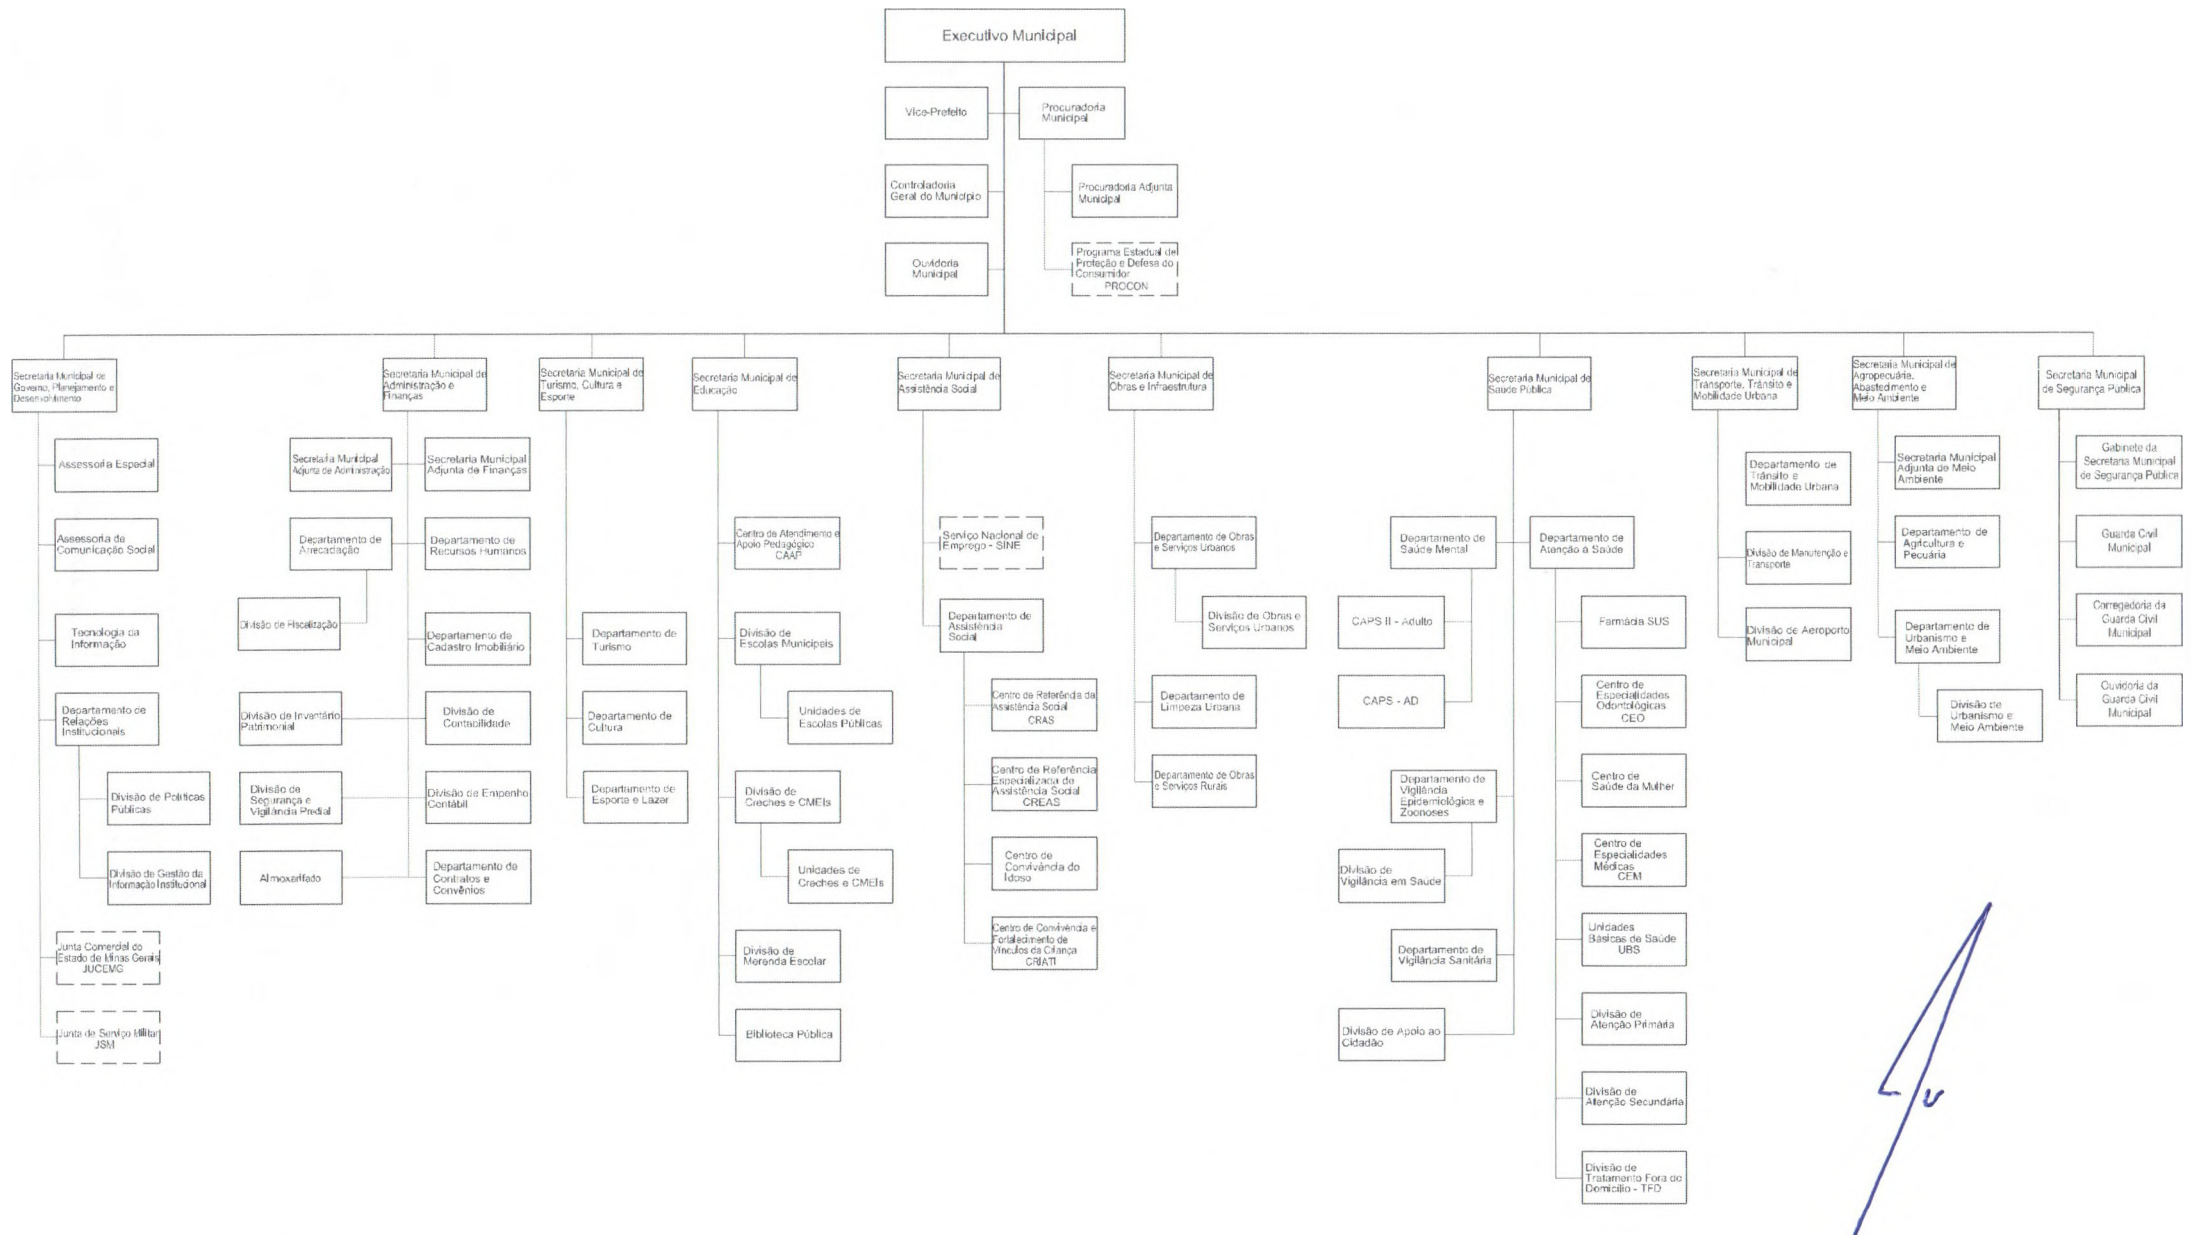 Executivo Municipal
Vice-Prefeito
Procuradoria
Municipal
Controladoria
Geral do Município
Procuradoria Adjunta
Municipal
Ouvidoria
Municipal
Programa Estadual de
Proteção e Defesa do
Consumidor
PROCON
Secretaria Municipal de
Governo, Planejamento e
Desenvolvimento
Assessoria Especial
Assessoria de
Comunicação Social
Tecnologia da
Informação
Departamento de
Relações
Institucionais
Divisão de Políticas
Públicas
Divisão de Gestão da
Informação Institucional
Junta Comercial do
Estado de Minas Gerais
JUCEMG
Junta de Serviço Militar
JSM
Secretaria Municipal de
Administração e
Finanças
Secretaria Municipal
Adjunta de Administração
Secretaria Municipal
Adjunta de Finanças
Departamento de
Arrecadação
Departamento de
Recursos Humanos
Divisão de Fiscalização
Departamento de
Cadastro Imobiliário
Divisão de Inventário
Patrimonial
Divisão de
Contabilidade
Divisão de
Segurança e
Vigilância Predial
Divisão de Empenho
Contábil
Almoxarifado
Departamento de
Contratos e
Convênios
Secretaria Municipal de
Turismo, Cultura e
Esporte
Departamento de
Turismo
Departamento de
Cultura
Departamento de
Esporte e Lazer
Secretaria Municipal de
Educação
Centro de Atendimento e
Apoio Pedagógico
CAAP
Divisão de
Escolas Municipais
Unidades de
Escolas Públicas
Divisão de
Creches e CMEIs
Unidades de
Creches e CMEIs
Divisão de
Merenda Escolar
Biblioteca Pública
Secretaria Municipal de
Assistência Social
Serviço Nacional de
Emprego - SINE
Departamento de
Assistência
Social
Centro de Referência da
Assistência Social
CRAS
Centro de Referência
Especializada de
Assistência Social
CREAS
Centro de
Convivência do
Idoso
Centro de Convivência e
Fortalecimento de
Vínculos da Criança
CRIATI
Secretaria Municipal de
Obras e Infraestrutura
Departamento de Obras
e Serviços Urbanos
Divisão de Obras e
Serviços Urbanos
Departamento de
Limpeza Urbana
Departamento de Obras
e Serviços Rurais
Secretaria Municipal de
Saúde Pública
Departamento de
Saúde Mental
Departamento de
Atenção à Saúde
CAPS II - Adulto
CAPS - AD
Departamento de
Vigilância
Epidemiológica e
Zoonoses
Divisão de
Vigilância em Saúde
Departamento de
Vigilância Sanitária
Divisão de Apoio ao
Cidadão
Farmácia SUS
Centro de
Especialidades
Odontológicas
CEO
Centro de
Saúde da Mulher
Centro de
Especialidades
Médicas
CEM
Unidades
Básicas de Saúde
UBS
Divisão de
Atenção Primária
Divisão de
Atenção Secundária
Divisão de
Tratamento Fora do
Domicílio - TFD
Secretaria Municipal de
Transporte, Trânsito e
Mobilidade Urbana
Departamento de
Trânsito e
Mobilidade Urbana
Divisão de Manutenção e
Transporte
Divisão de Aeroporto
Municipal
Secretaria Municipal de
Agropecuária,
Abastecimento e
Meio Ambiente
Secretaria Municipal
Adjunta de Meio
Ambiente
Departamento de
Agricultura e
Pecuária
Departamento de
Urbanismo e
Meio Ambiente
Divisão de
Urbanismo e
Meio Ambiente
Secretaria Municipal
de Segurança Pública
Gabinete da
Secretaria Municipal
de Segurança Pública
Guarda Civil
Municipal
Corregedoria da
Guarda Civil
Municipal
Ouvidoria da
Guarda Civil
Municipal